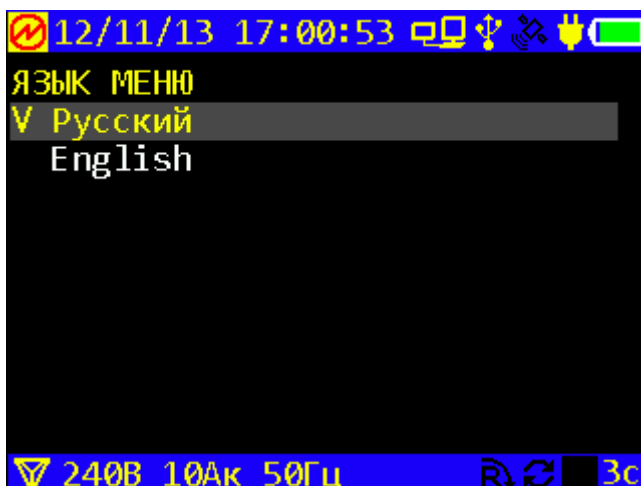 12/11/13 17:00:53
ЯЗЫК МЕНЮ
V Русский
English
240В 10Ак 50Гц R 3с